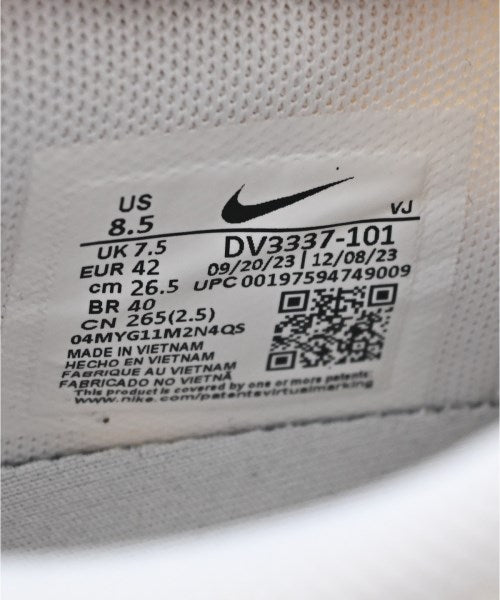 US
8.5
VJ
UK 7.5
DV3337-101
EUR 42
09/20/23 | 12/08/23
cm 26.5
UPC 00197594749009
BR 40
CN 265(2.5)
04MYG11M2N4QS
MADE IN VIETNAM
HECHO EN VIETNAM
FABRIQUE AU VIETNAM
FABRICADO NO VIETNÃ
This product is covered by one or more patents:
www.nike.com/patentsvirtualmarking